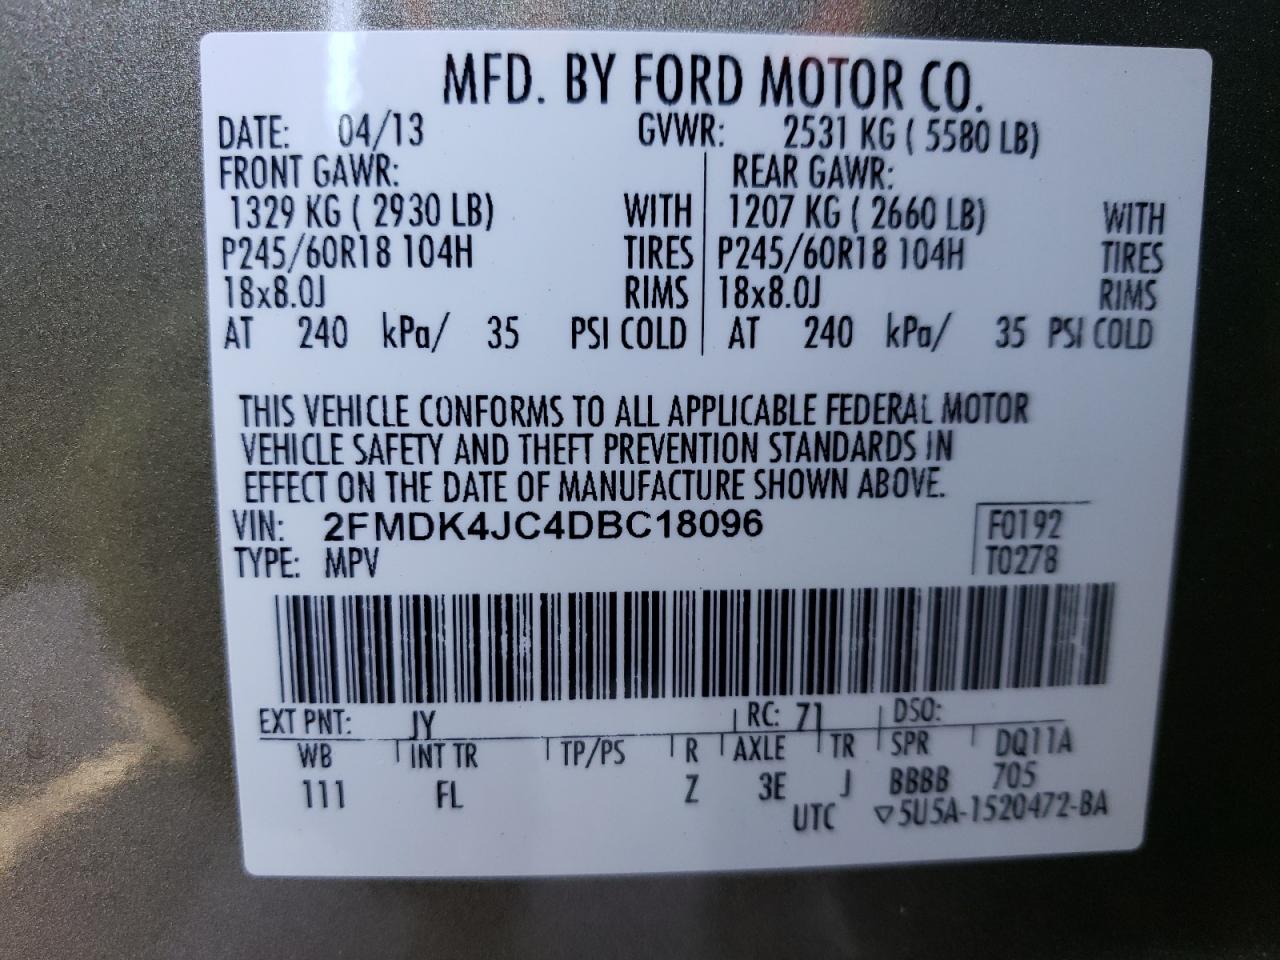 MFD. BY FORD MOTOR CO.
DATE: 04/13 GVWR: 2531 KG ( 5580 LB)
FRONT GAWR: REAR GAWR:
1329 KG ( 2930 LB) WITH 1207 KG ( 2660 LB) WITH
P245/60R18 104H TIRES P245/60R18 104H TIRES
18x8.0J RIMS 18x8.0J RIMS
AT 240 kPa/ 35 PSI COLD AT 240 kPa/ 35 PSI COLD
THIS VEHICLE CONFORMS TO ALL APPLICABLE FEDERAL MOTOR
VEHICLE SAFETY AND THEFT PREVENTION STANDARDS IN
EFFECT ON THE DATE OF MANUFACTURE SHOWN ABOVE.
VIN: 2FMDK4JC4DBC18096 F0192
TYPE: MPV T0278
EXT PNT: JY RC: 71 DSO:
WB INT TR TP/PS R AXLE TR SPR DQ11A
111 FL Z 3E J BBBB 705
UTC ▽5U5A-1520472-BA